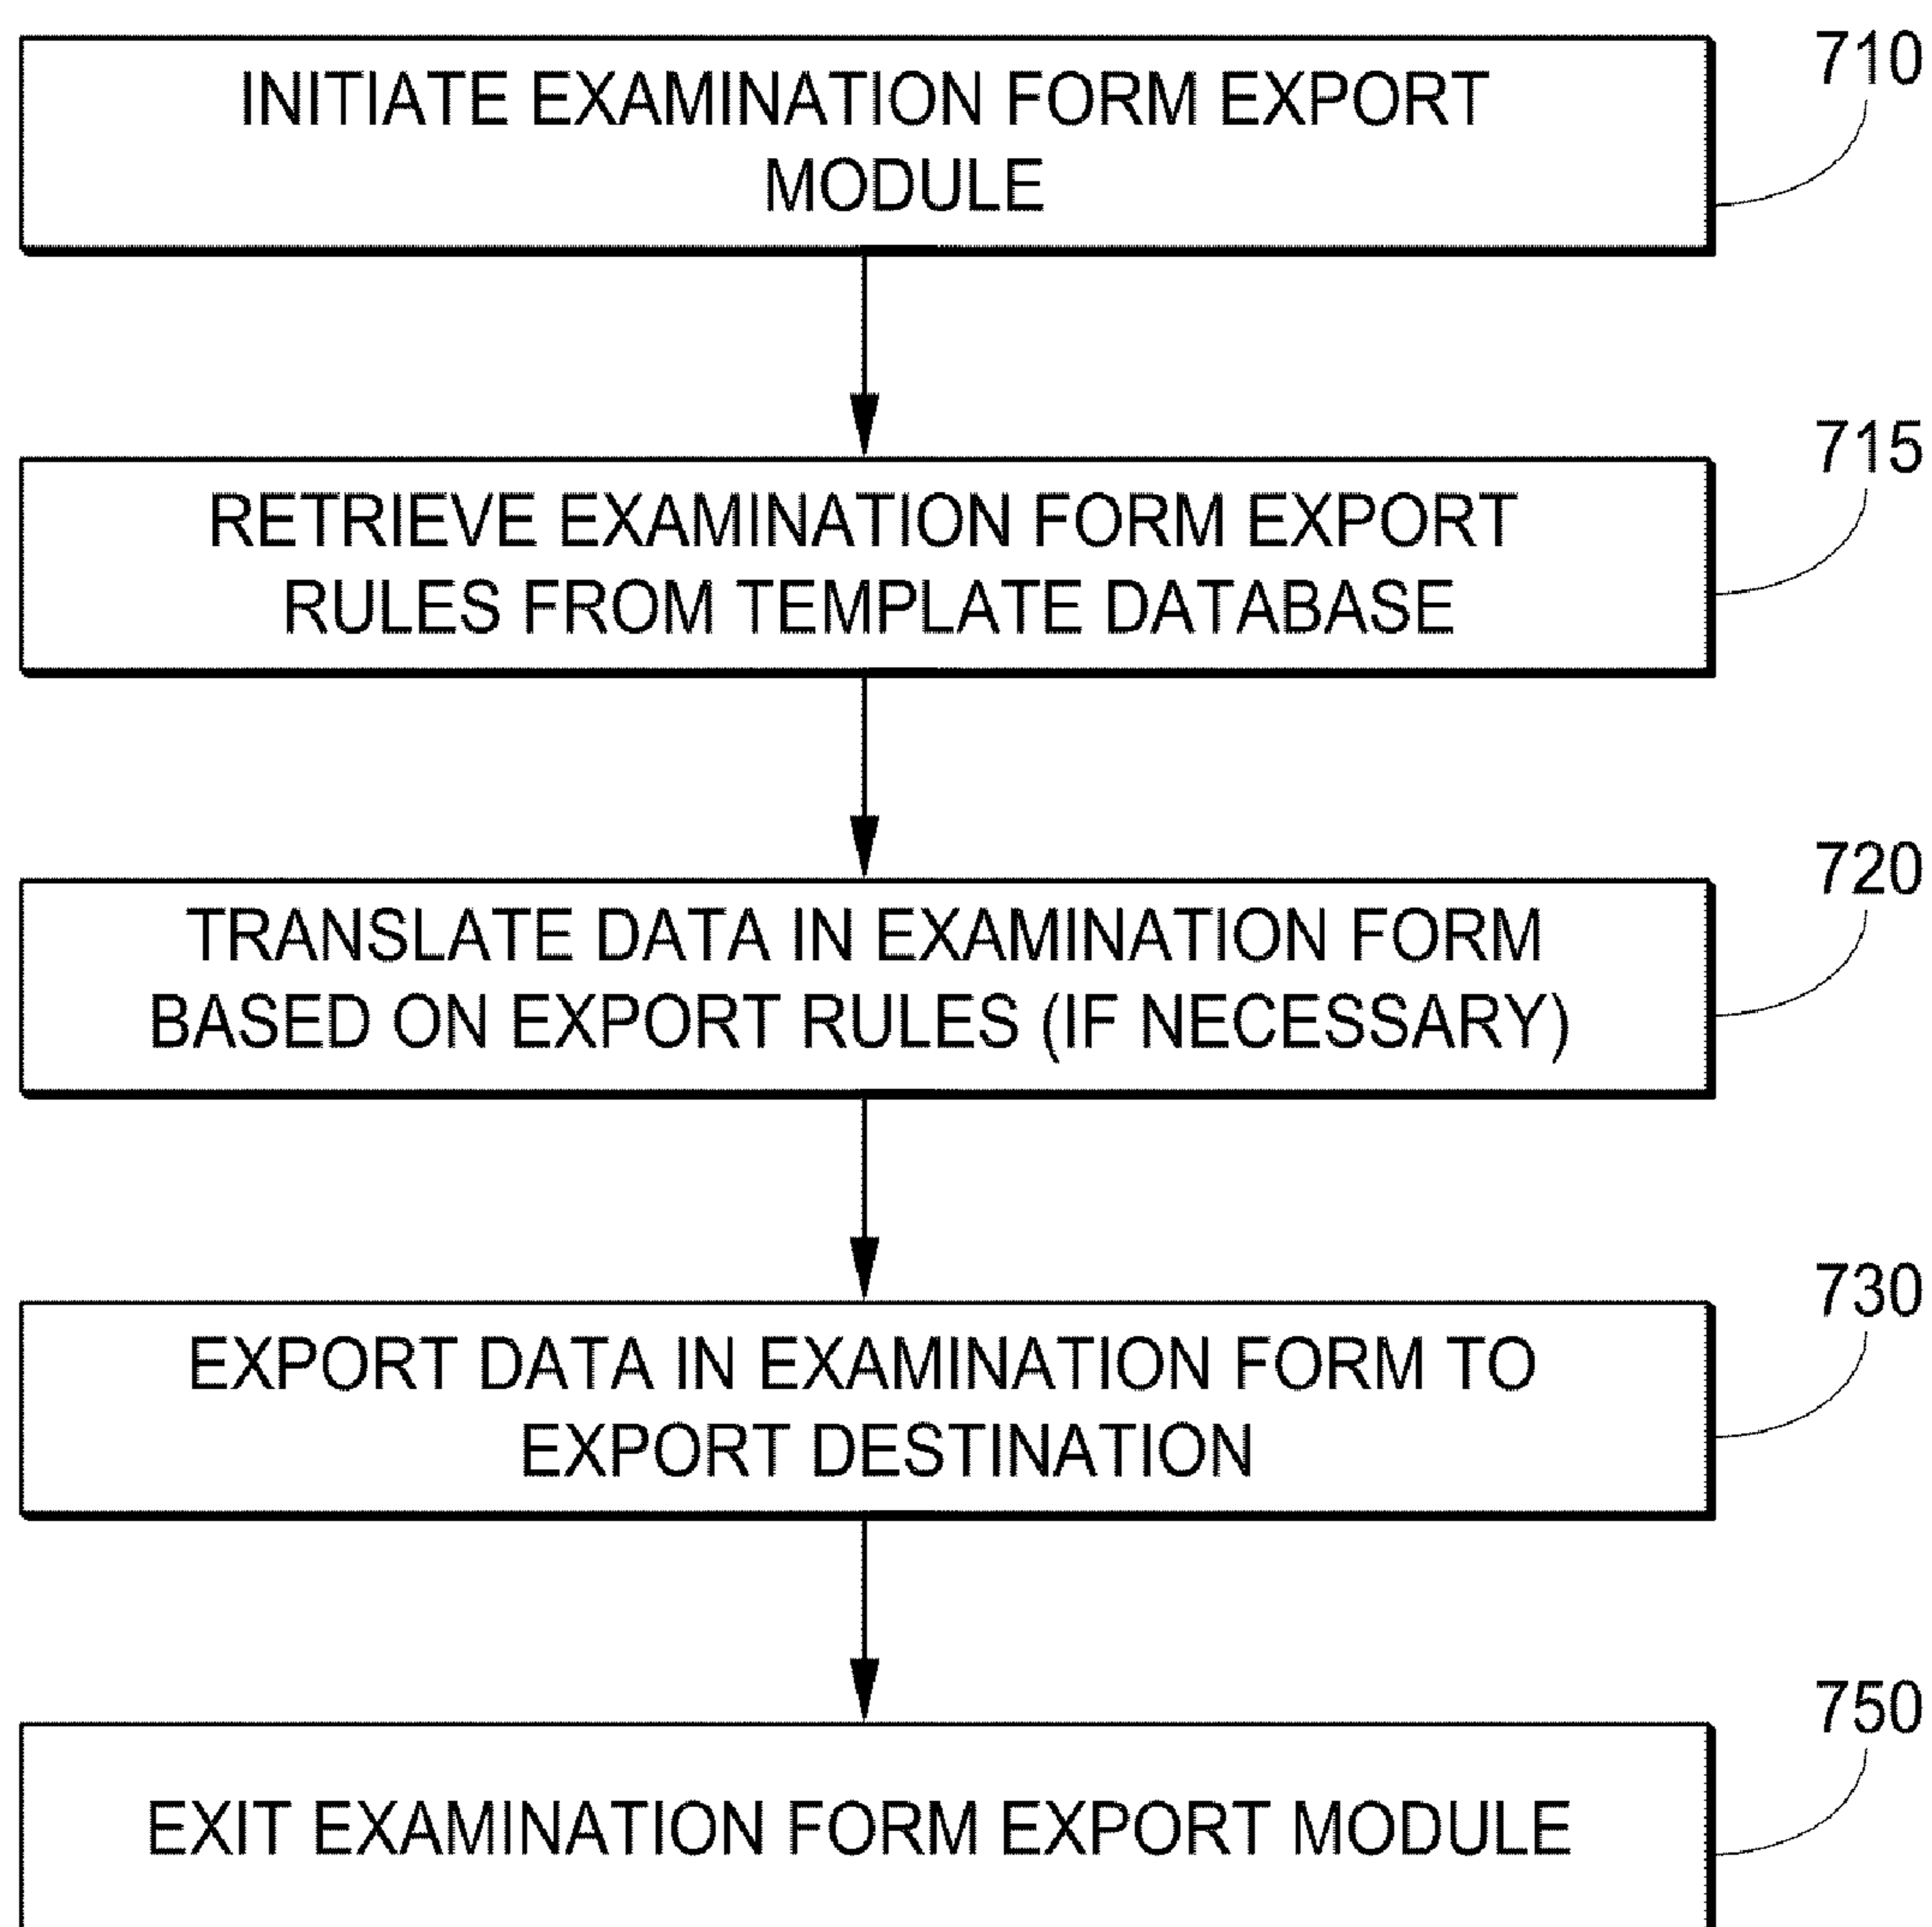 INITIATE EXAMINATION FORM EXPORT
MODULE
710
RETRIEVE EXAMINATION FORM EXPORT
RULES FROM TEMPLATE DATABASE
715
TRANSLATE DATA IN EXAMINATION FORM
BASED ON EXPORT RULES (IF NECESSARY)
720
EXPORT DATA IN EXAMINATION FORM TO
EXPORT DESTINATION
730
EXIT EXAMINATION FORM EXPORT MODULE
750